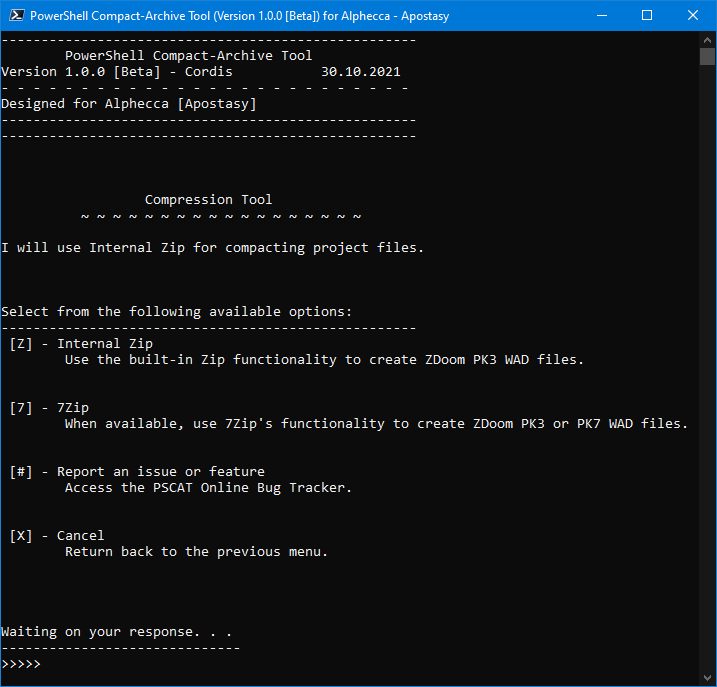 PowerShell Compact-Archive Tool (Version 1.0.0 [Beta]) for Alphecca - Apostasy
----------------------------------------------------
PowerShell Compact-Archive Tool
Version 1.0.0 [Beta] - Cordis 30.10.2021
- - - - - - - - - - - - - - - - - - - - - - - - - -
Designed for Alphecca [Apostasy]
----------------------------------------------------
----------------------------------------------------
Compression Tool
~ ~ ~ ~ ~ ~ ~ ~ ~ ~ ~ ~ ~ ~ ~ ~ ~ ~
I will use Internal Zip for compacting project files.
Select from the following available options:
----------------------------------------------------
[Z] - Internal Zip
Use the built-in Zip functionality to create ZDoom PK3 WAD files.
[7] - 7Zip
When available, use 7Zip's functionality to create ZDoom PK3 or PK7 WAD files.
[#] - Report an issue or feature
Access the PSCAT Online Bug Tracker.
[X] - Cancel
Return back to the previous menu.
Waiting on your response. . .
------------------------------
>>>>>